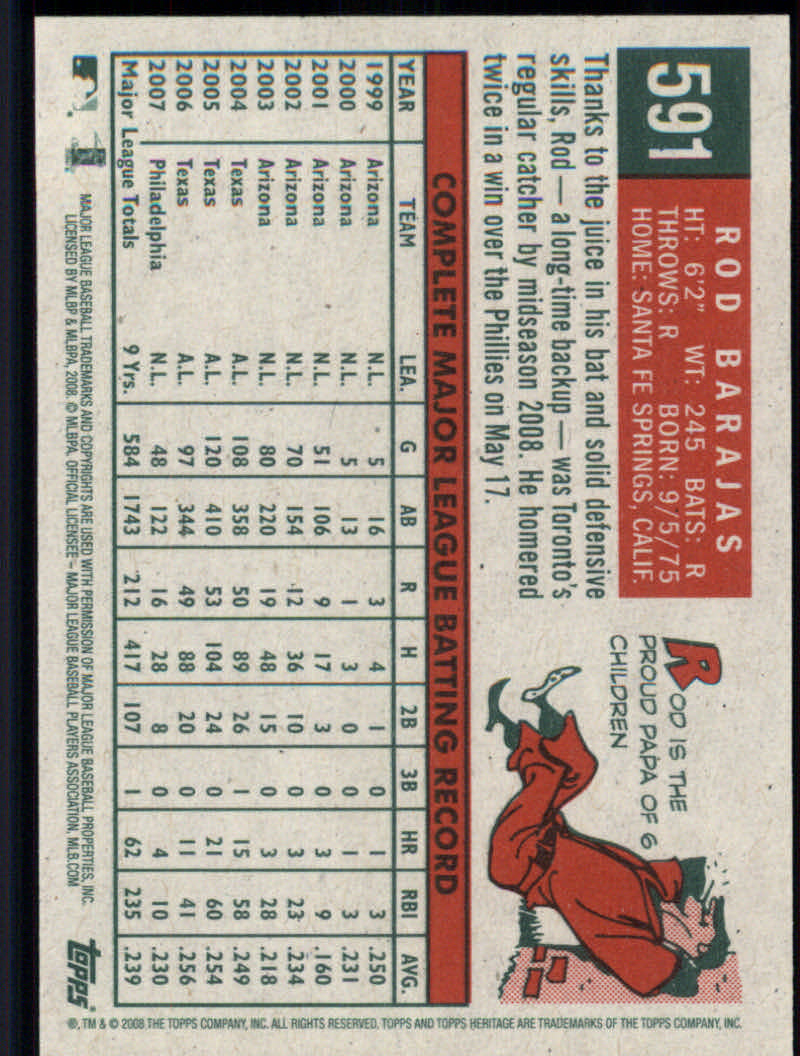 591
ROD BARAJAS
HT: 6'2" WT: 245 BATS: R
THROWS: R BORN: 9/5/75
HOME: SANTA FE SPRINGS, CALIF.
Thanks to the juice in his bat and solid defensive
skills, Rod — a long-time backup — was Toronto's
regular catcher by midseason 2008. He homered
twice in a win over the Phillies on May 17.
ROD IS THE
PROUD PAPA OF 6
CHILDREN
COMPLETE MAJOR LEAGUE BATTING RECORD
YEAR TEAM LEA. G AB R H 2B 3B HR RBI AVG.
1999 Arizona N.L. 5 16 3 4 1 0 1 3 .250
2000 Arizona N.L. 5 13 1 3 0 0 1 3 .231
2001 Arizona N.L. 51 106 9 17 3 0 3 9 .160
2002 Arizona N.L. 70 154 12 36 10 0 3 23 .234
2003 Arizona N.L. 80 220 19 48 15 0 3 28 .218
2004 Texas A.L. 108 358 50 89 26 1 15 58 .249
2005 Texas A.L. 120 410 53 104 24 0 21 60 .254
2006 Texas A.L. 97 344 49 88 20 0 11 41 .256
2007 Philadelphia N.L. 48 122 16 28 8 0 4 10 .230
Major League Totals 9 Yrs. 584 1743 212 417 107 1 62 235 .239
MAJOR LEAGUE BASEBALL TRADEMARKS AND COPYRIGHTS ARE USED WITH PERMISSION OF MAJOR LEAGUE BASEBALL PROPERTIES, INC.
LICENSED BY MLBP & MLBPA, 2008. © MLBPA, OFFICIAL LICENSEE – MAJOR LEAGUE BASEBALL PLAYERS ASSOCIATION, MLB.COM
topps
®, TM & © 2008 THE TOPPS COMPANY, INC. ALL RIGHTS RESERVED. TOPPS AND TOPPS HERITAGE ARE TRADEMARKS OF THE TOPPS COMPANY, INC.